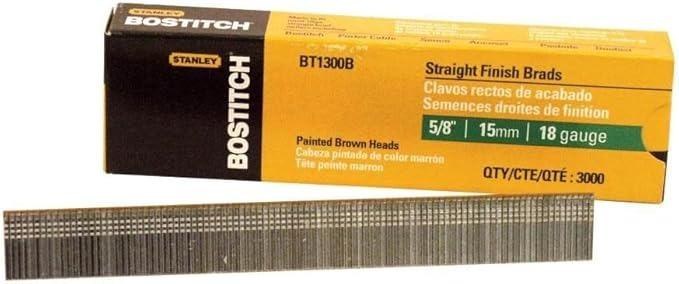 STANLEY
BOSTITCH
STANLEY
BOSTITCH
BT1300B
Painted Brown Heads
Cabeza pintado de color marrón
Tête peinte marron
Straight Finish Brads
Clavos rectos de acabado
Semences droites de finition
5/8" 15mm 18 gauge
QTY/CTE/QTÉ : 3000